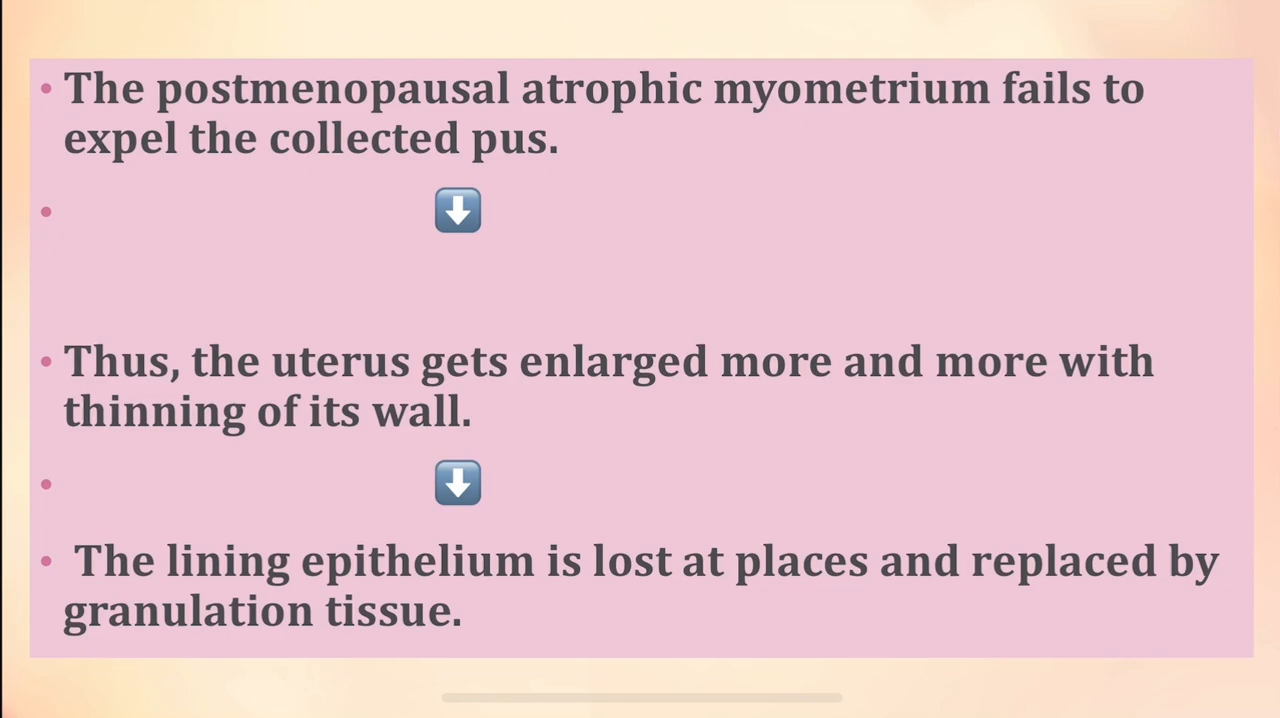 • The postmenopausal atrophic myometrium fails to
expel the collected pus.
• ⬇️
• Thus, the uterus gets enlarged more and more with
thinning of its wall.
• ⬇️
• The lining epithelium is lost at places and replaced by
granulation tissue.